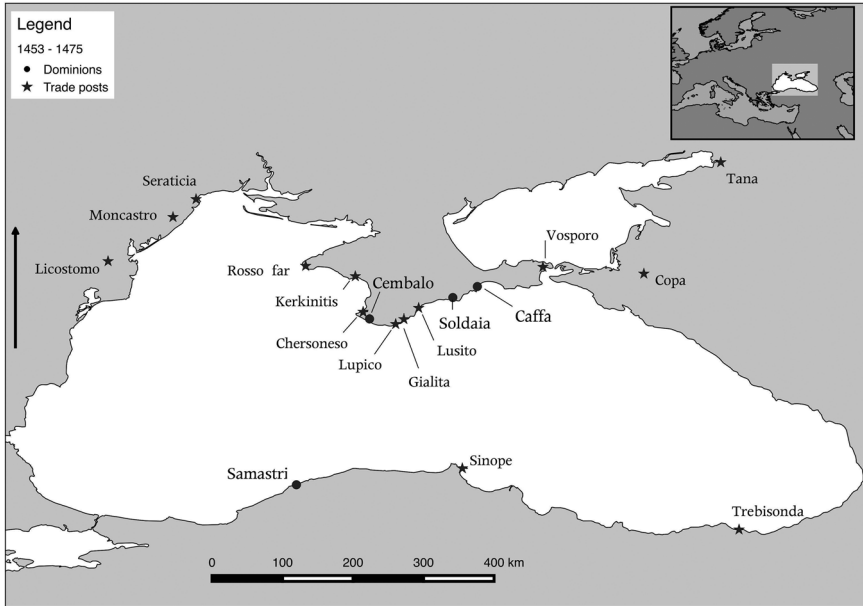 Legend
1453 - 1475
Dominions
Trade posts
Seraticia
Tana
Moncastro
Vosporo
Licostomo
Rosso far
Copa
Kerkinitis
Cembalo
Caffa
Soldaia
Chersoneso
Lusito
Lupico
Gialita
Sinope
Samastri
Trebisonda
0 100 200 300 400 km